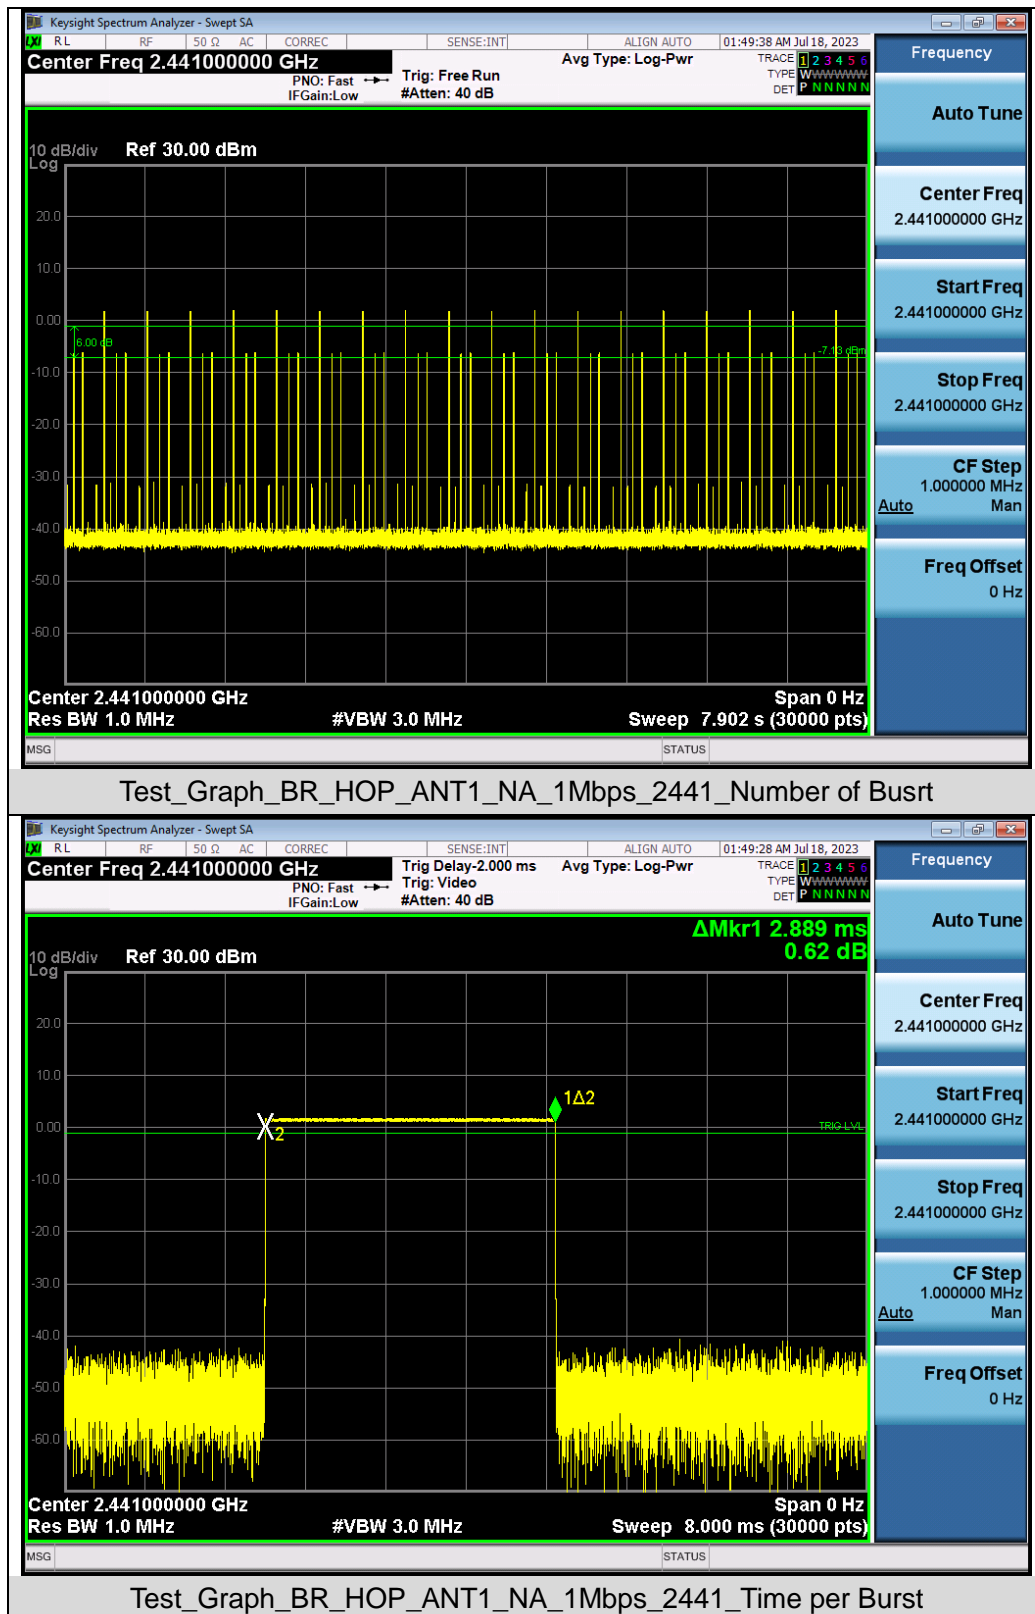 Keysight Spectrum Analyzer - Swept SA
LXI RL RF 50 Ω AC CORREC SENSE:INT ALIGN AUTO 01:49:38 AM Jul 18, 2023
Center Freq 2.441000000 GHz
PNO: Fast
IFGain:Low
Trig: Free Run
#Atten: 40 dB
Avg Type: Log-Pwr
TRACE 1 2 3 4 5 6
TYPE WWWWWW
DET P N N N N N
Frequency
Auto Tune
Center Freq
2.441000000 GHz
Start Freq
2.441000000 GHz
Stop Freq
2.441000000 GHz
CF Step
1.000000 MHz
Auto Man
Freq Offset
0 Hz
10 dB/div Ref 30.00 dBm
Log
20.0
10.0
0.00
6.00 dB
-7.13 dBm
-10.0
-20.0
-30.0
-40.0
-50.0
-60.0
Center 2.441000000 GHz Span 0 Hz
Res BW 1.0 MHz #VBW 3.0 MHz Sweep 7.902 s (30000 pts)
MSG STATUS
Test_Graph_BR_HOP_ANT1_NA_1Mbps_2441_Number of Busrt
Keysight Spectrum Analyzer - Swept SA
LXI RL RF 50 Ω AC CORREC SENSE:INT ALIGN AUTO 01:49:28 AM Jul 18, 2023
Center Freq 2.441000000 GHz
PNO: Fast
IFGain:Low
Trig Delay-2.000 ms
Trig: Video
#Atten: 40 dB
Avg Type: Log-Pwr
TRACE 1 2 3 4 5 6
TYPE WWWWWW
DET P N N N N N
Frequency
Auto Tune
Center Freq
2.441000000 GHz
Start Freq
2.441000000 GHz
Stop Freq
2.441000000 GHz
CF Step
1.000000 MHz
Auto Man
Freq Offset
0 Hz
ΔMkr1 2.889 ms
0.62 dB
10 dB/div Ref 30.00 dBm
Log
20.0
10.0
1Δ2
0.00
X2
TRIG LVL
-10.0
-20.0
-30.0
-40.0
-50.0
-60.0
Center 2.441000000 GHz Span 0 Hz
Res BW 1.0 MHz #VBW 3.0 MHz Sweep 8.000 ms (30000 pts)
MSG STATUS
Test_Graph_BR_HOP_ANT1_NA_1Mbps_2441_Time per Burst